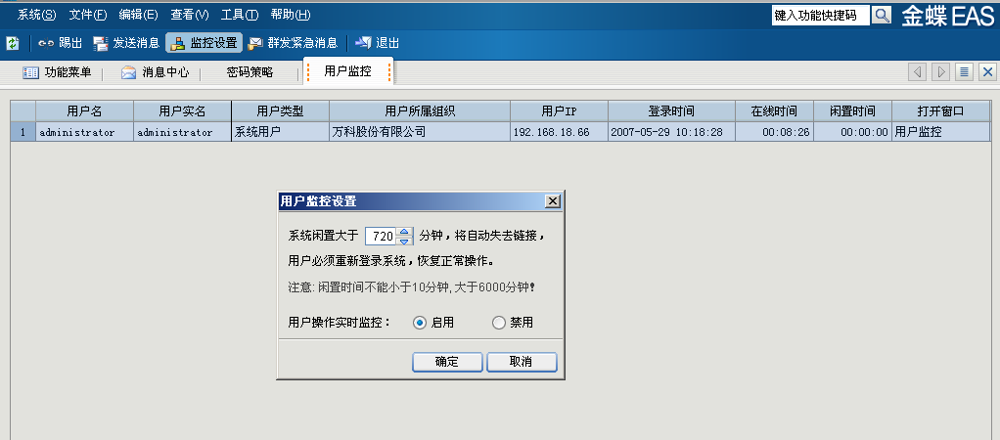 系统(S) 文件(F) 编辑(E) 查看(V) 工具(T) 帮助(H) 键入功能快捷码 金蝶EAS
踢出 发送消息 监控设置 群发紧急消息 退出
功能菜单 消息中心 密码策略 用户监控
用户名 用户实名 用户类型 用户所属组织 用户IP 登录时间 在线时间 闲置时间 打开窗口
1 administrator administrator 系统用户 万科股份有限公司 192.168.18.66 2007-05-29 10:18:28 00:08:26 00:00:00 用户监控
用户监控设置
系统闲置大于 720 分钟，将自动失去链接，
用户必须重新登录系统，恢复正常操作。
注意: 闲置时间不能小于10分钟, 大于6000分钟!
用户操作实时监控： 启用 禁用
确定 取消